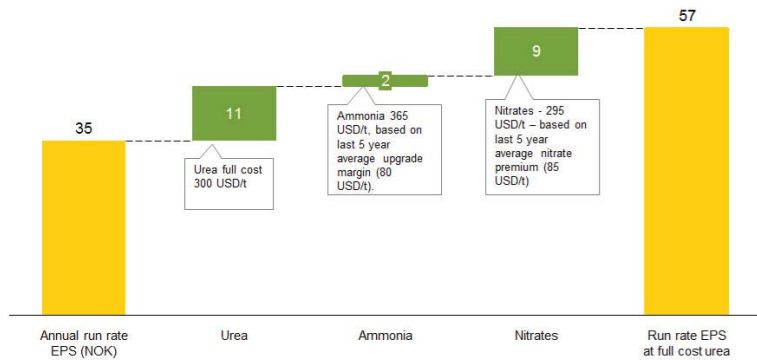 57
9
2
11
35
Ammonia 365
USD/t, based on
last 5 year
average upgrade
margin (80
USD/t).
Nitrates - 295
USD/t – based on
last 5 year
average nitrate
premium (85
USD/t)
Urea full cost
300 USD/t
Annual run rate
EPS (NOK)
Urea
Ammonia
Nitrates
Run rate EPS
at full cost urea